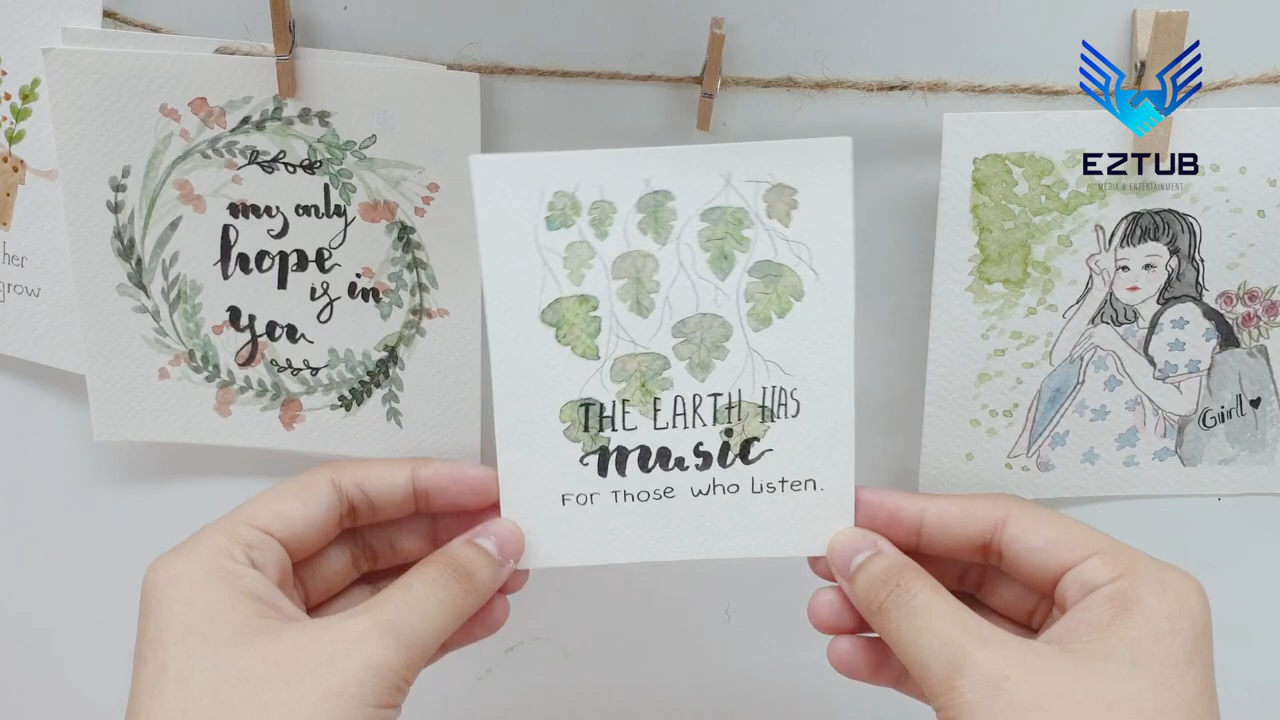 EZTUB
MEDIA & ENTERTAINMENT
my only
hope
is in
you
THE EARTH HAS
music
FOR THOSE WHO LISTEN.
her
grow
Guirl